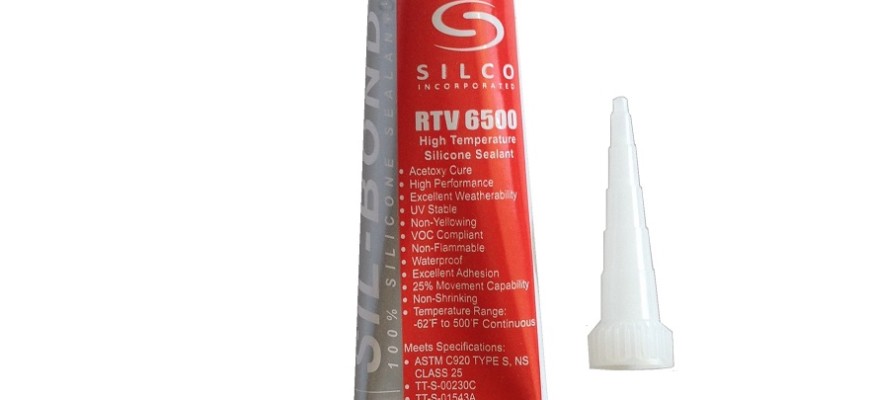 SILCO
INCORPORATED
RTV 6500
High Temperature
Silicone Sealant
• Acetoxy Cure
• High Performance
• Excellent Weatherability
• UV Stable
• Non-Yellowing
• VOC Compliant
• Non-Flammable
• Waterproof
• Excellent Adhesion
• 25% Movement Capability
• Non-Shrinking
• Temperature Range:
-62°F to 500°F Continuous
Meets Specifications:
• ASTM C920 TYPE S, NS
CLASS 25
• TT-S-00230C
• TT-S-01543A
SIL-BOND
100% SILICONE SEALANT